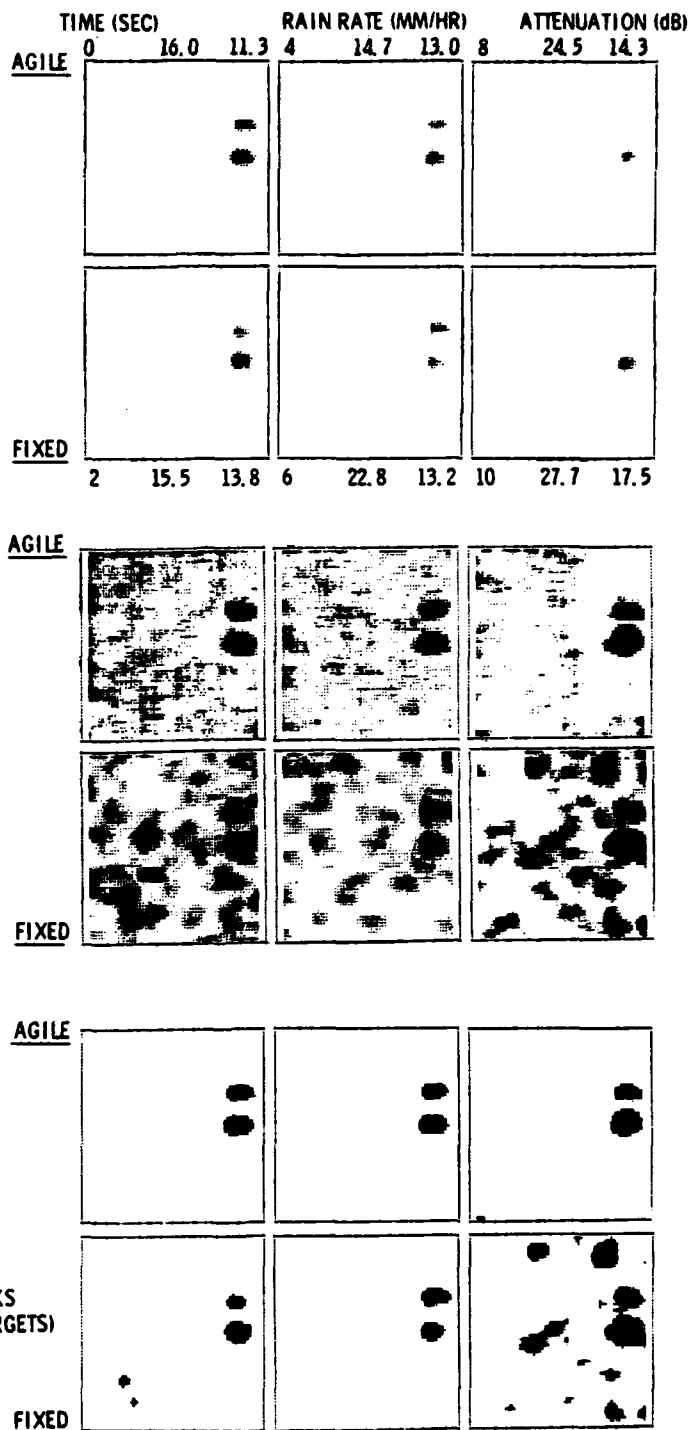 TIME (SEC) RAIN RATE (MM/HR) ATTENUATION (dB)
0 16.0 11.3 4 14.7 13.0 8 24.5 14.3
AGILE
FIXED
2 15.5 13.8 6 22.8 13.2 10 27.7 17.5
AGILE
FIXED
AGILE
KS
RGETS)
FIXED